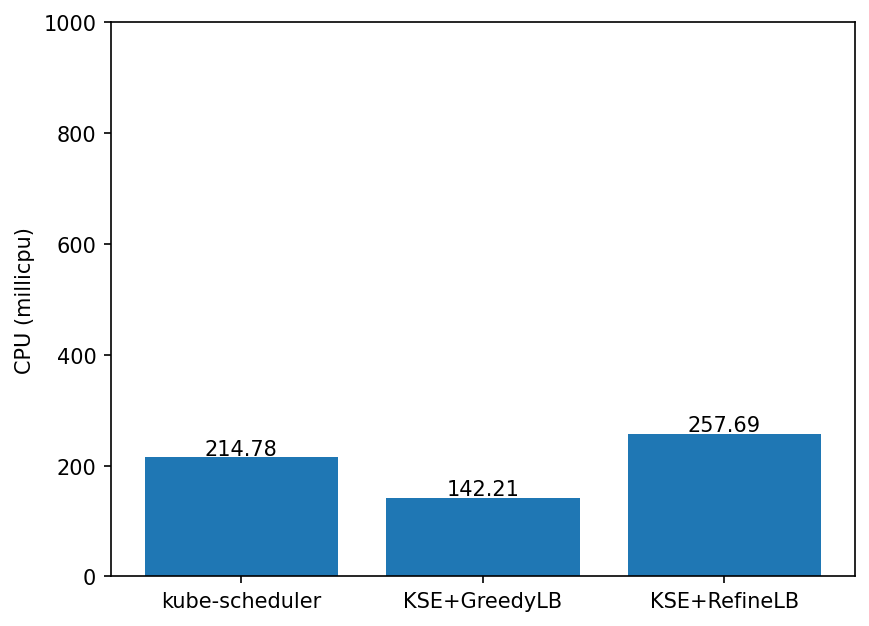 1000
800
600
400
200
0
CPU (millicpu)
214.78
142.21
257.69
kube-scheduler
KSE+GreedyLB
KSE+RefineLB